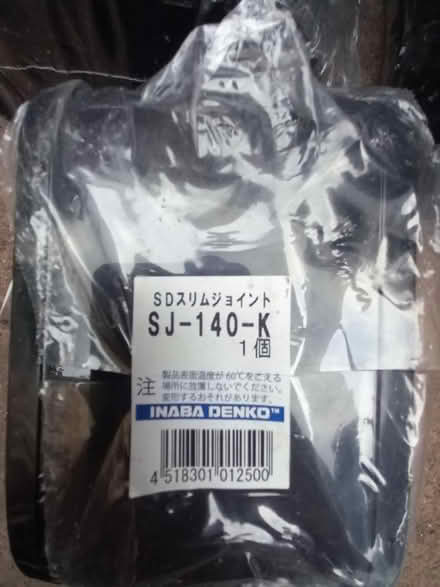 SDスリムジョイント
SJ-140-K
1個
注 製品表面温度が60℃をこえる
場所に放置しないでください。
変形するおそれがあります。
INABA DENKO™
4 518301 012500